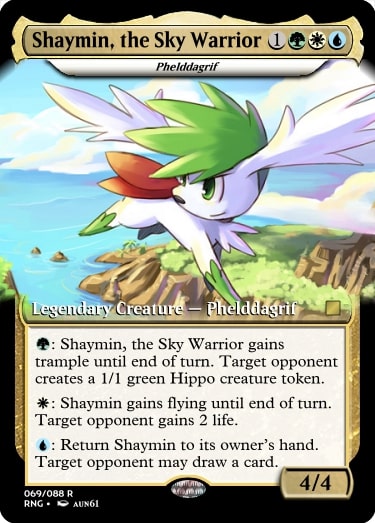 Shaymin, the Sky Warrior 1
Phelddagrif
Legendary Creature — Phelddagrif
: Shaymin, the Sky Warrior gains
trample until end of turn. Target opponent
creates a 1/1 green Hippo creature token.
: Shaymin gains flying until end of turn.
Target opponent gains 2 life.
: Return Shaymin to its owner's hand.
Target opponent may draw a card.
4/4
069/088 R
RNG • AUN61